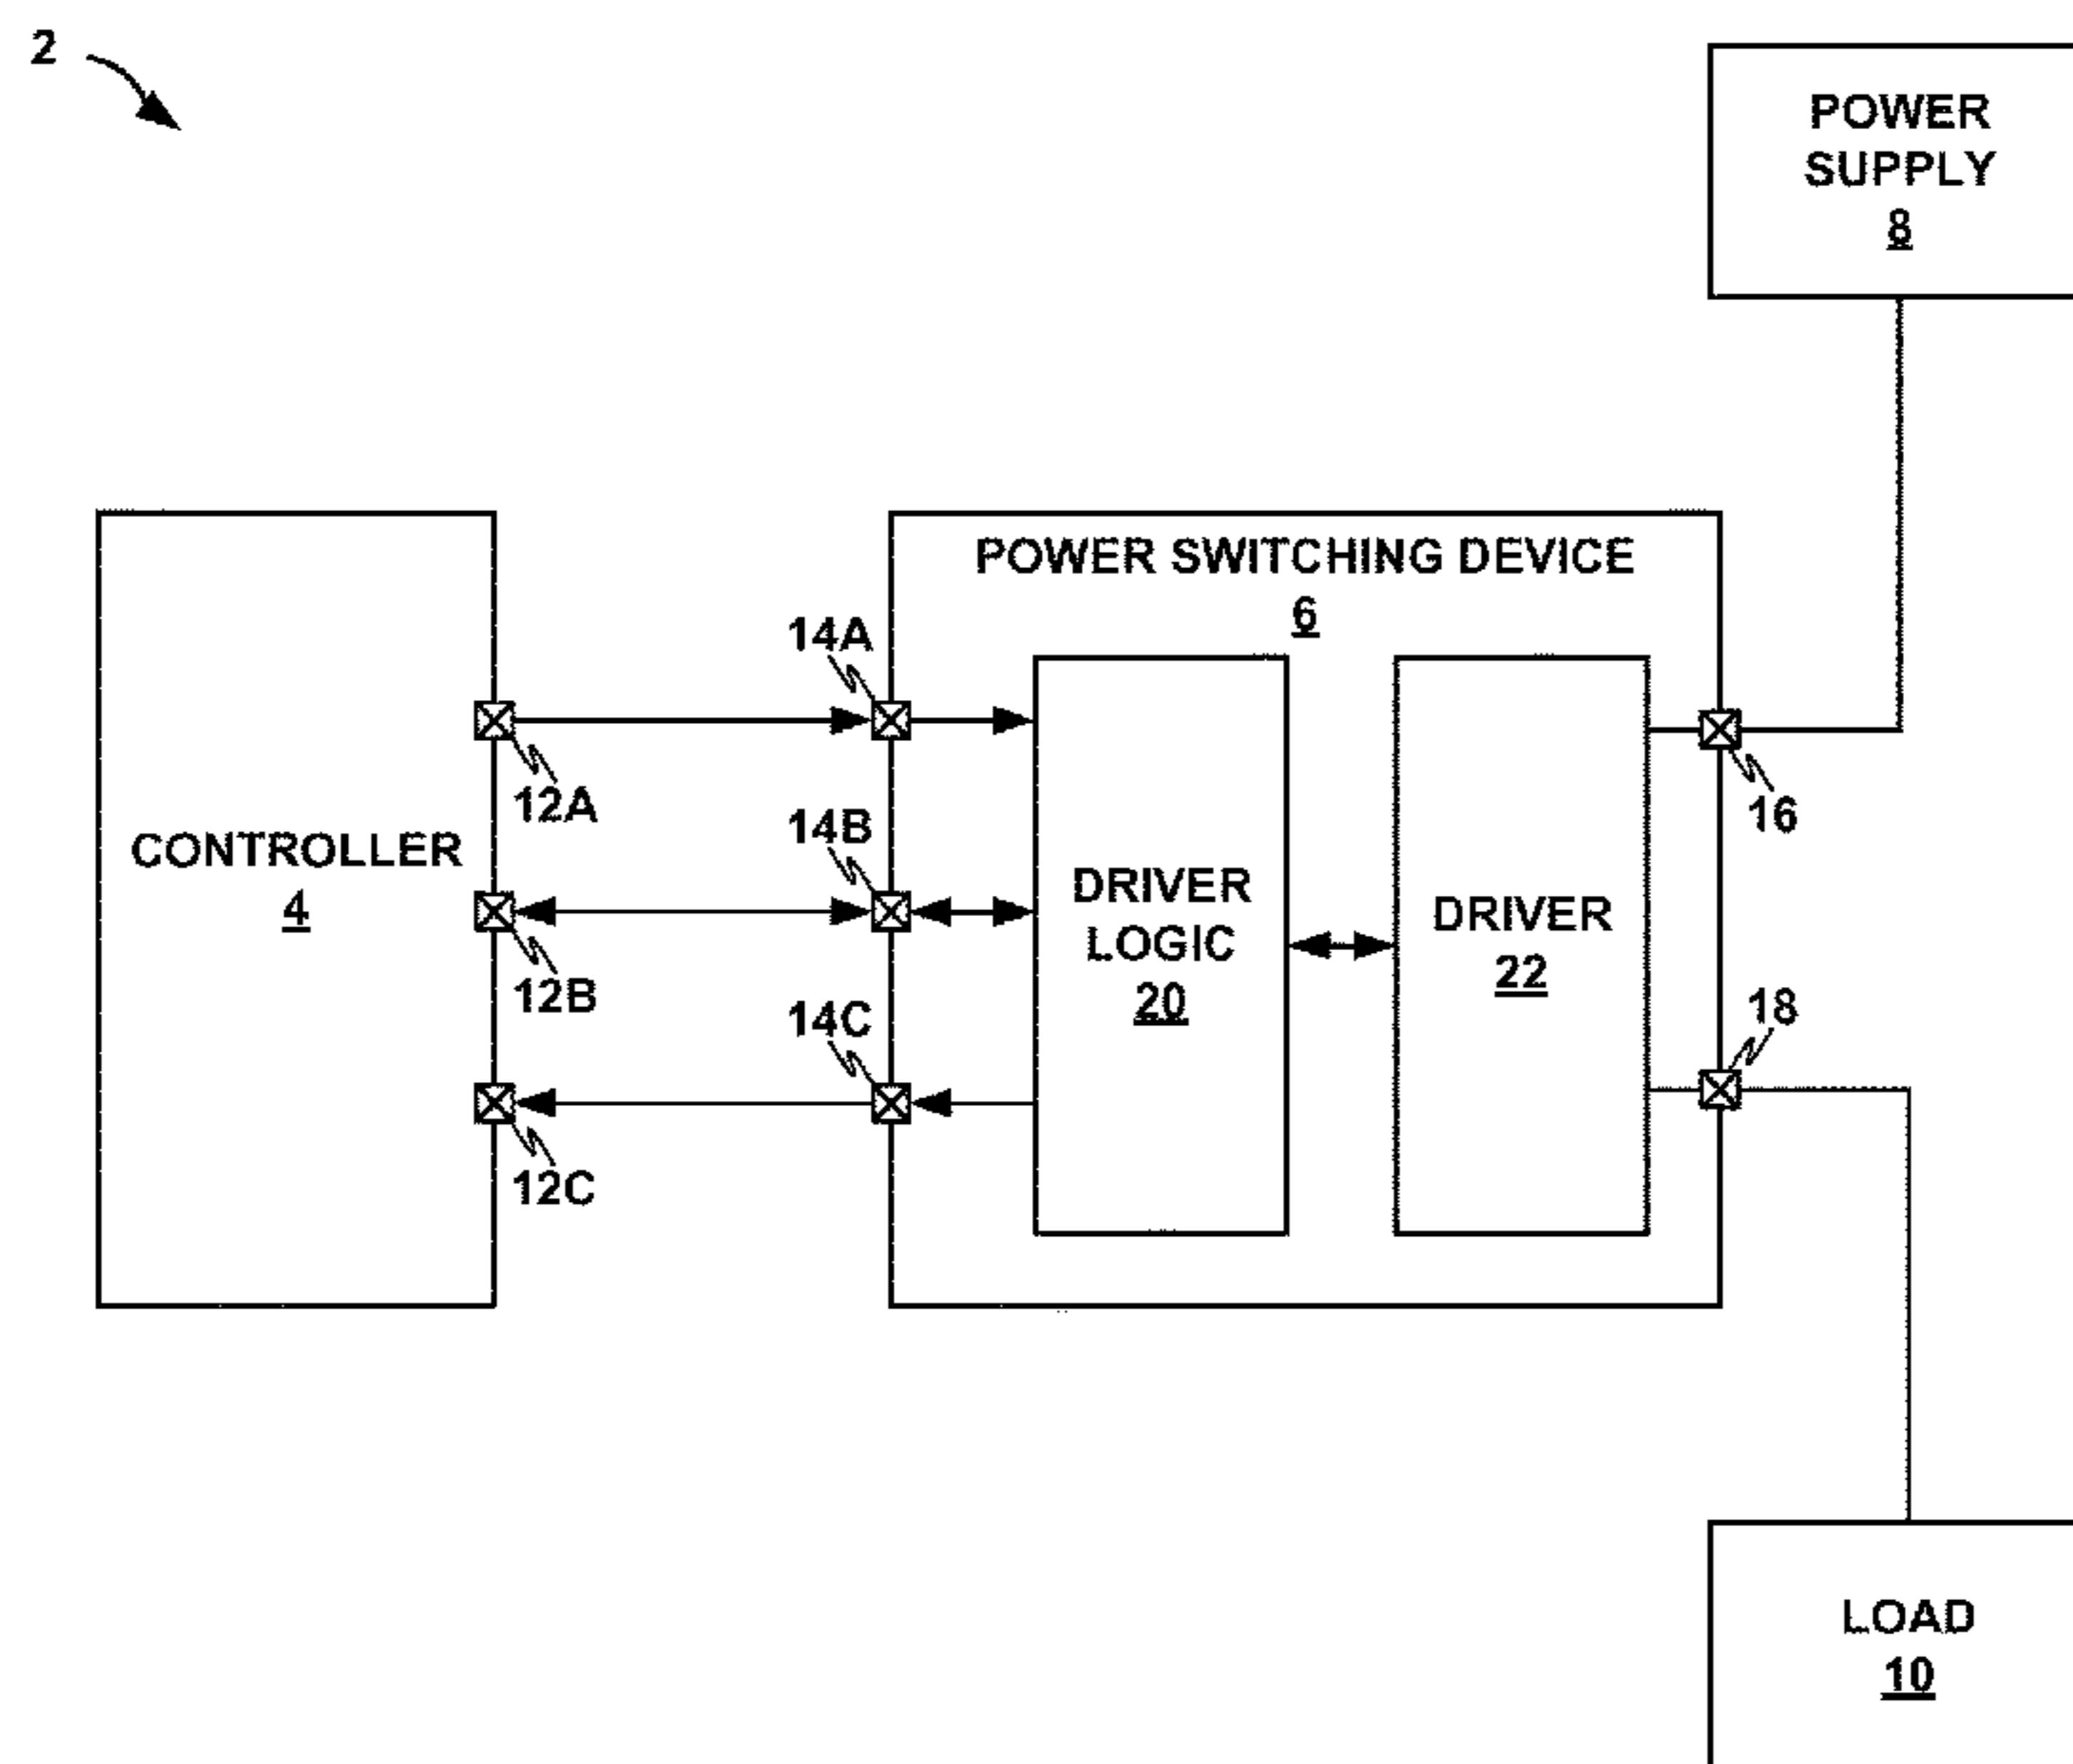 2
POWER
SUPPLY
8
POWER SWITCHING DEVICE
6
14A
12A
16
CONTROLLER
4
14B
DRIVER
LOGIC
20
DRIVER
22
12B
14C
18
12C
LOAD
10